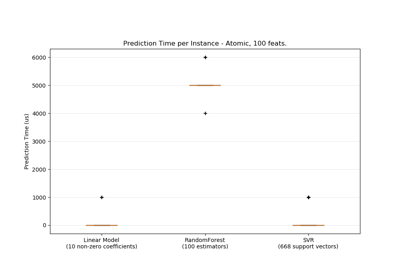 Prediction Time per Instance - Atomic, 100 feats.
6000
5000
4000
3000
2000
1000
0
Prediction Time (us)
Linear Model
(10 non-zero coefficients)
RandomForest
(100 estimators)
SVR
(668 support vectors)